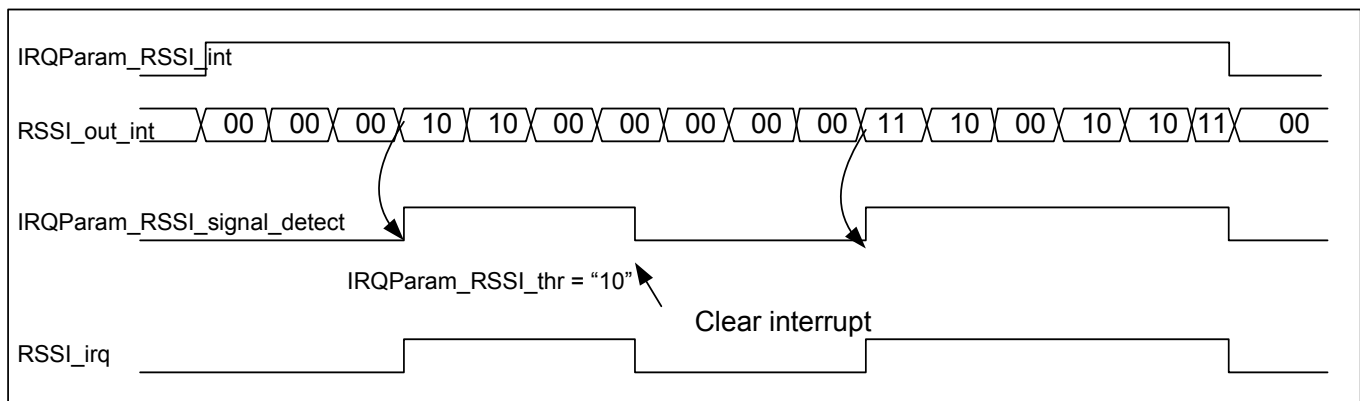 IRQParam_RSSI_int
RSSI_out_int 00 00 00 10 10 00 00 00 00 00 11 10 00 10 10 11 00
IRQParam_RSSI_signal_detect
IRQParam_RSSI_thr = “10”
Clear interrupt
RSSI_irq